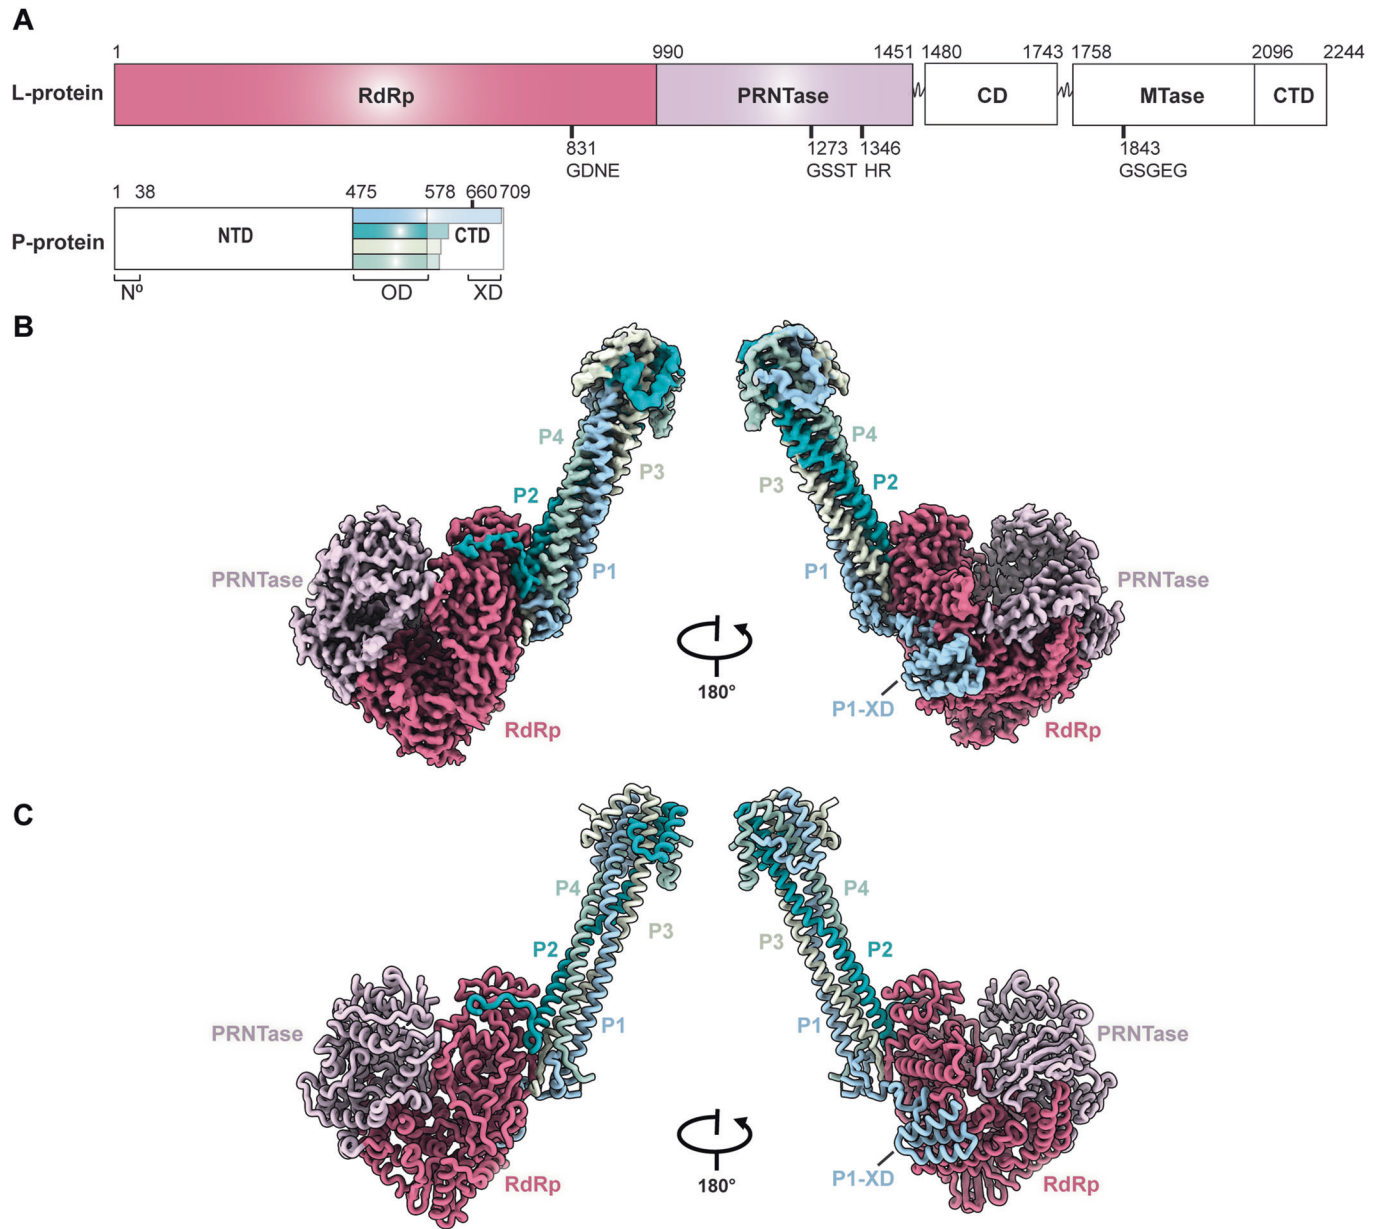 A
1 990 1451 1480 1743 1758 2096 2244
L-protein RdRp PRNTase CD MTase CTD
831 1273 1346 1843
GDNE GSST HR GSGEG
1 38 475 578 660 709
P-protein NTD CTD
Nº OD XD
B
P4 P4
P3 P3
P2 P2
PRNTase P1 P1 PRNTase
180°
P1-XD
RdRp RdRp
C
P4 P4
P3 P3
P2 P2
PRNTase P1 P1 PRNTase
180°
P1-XD
RdRp RdRp